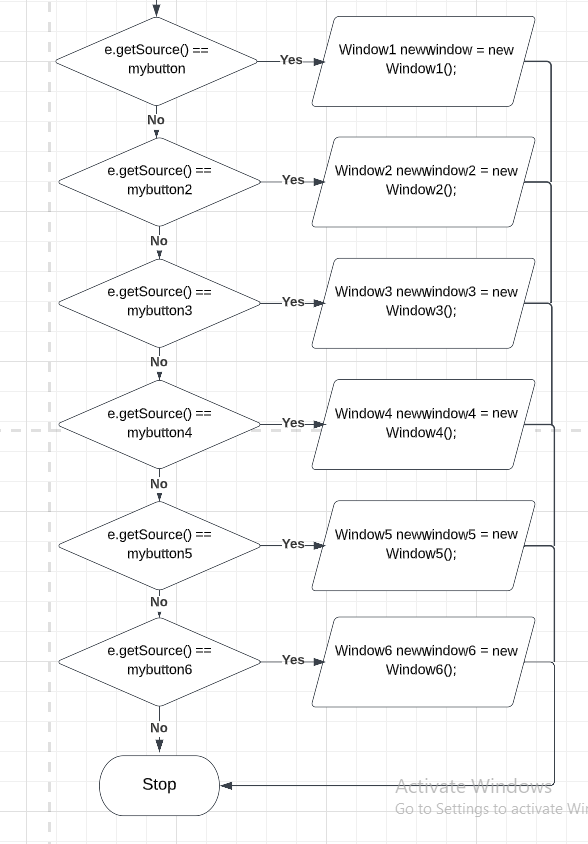 e.getSource() ==
mybutton
Yes
Window1 newwindow = new
Window1();
No
e.getSource() ==
mybutton2
Yes
Window2 newwindow2 = new
Window2();
No
e.getSource() ==
mybutton3
Yes
Window3 newwindow3 = new
Window3();
No
e.getSource() ==
mybutton4
Yes
Window4 newwindow4 = new
Window4();
No
e.getSource() ==
mybutton5
Yes
Window5 newwindow5 = new
Window5();
No
e.getSource() ==
mybutton6
Yes
Window6 newwindow6 = new
Window6();
No
Stop
Activate Windows
Go to Settings to activate Win